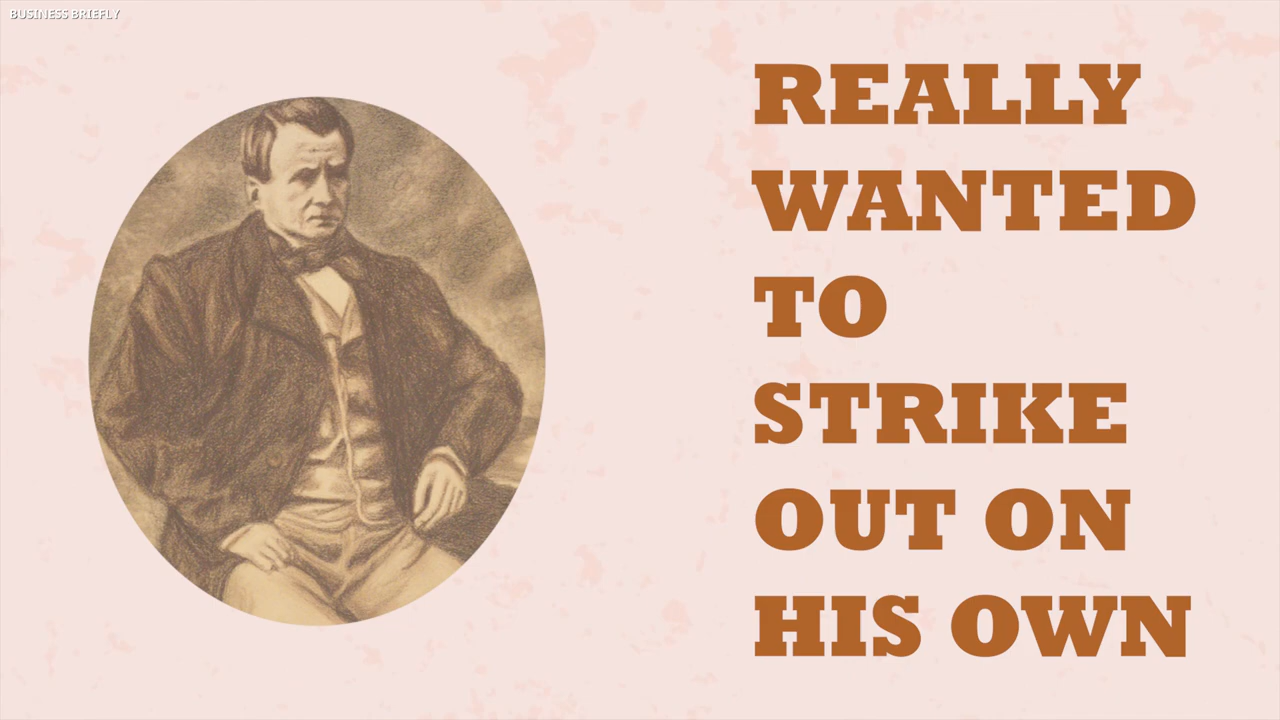 BUSINESS BRIEFLY
REALLY
WANTED
TO
STRIKE
OUT ON
HIS OWN